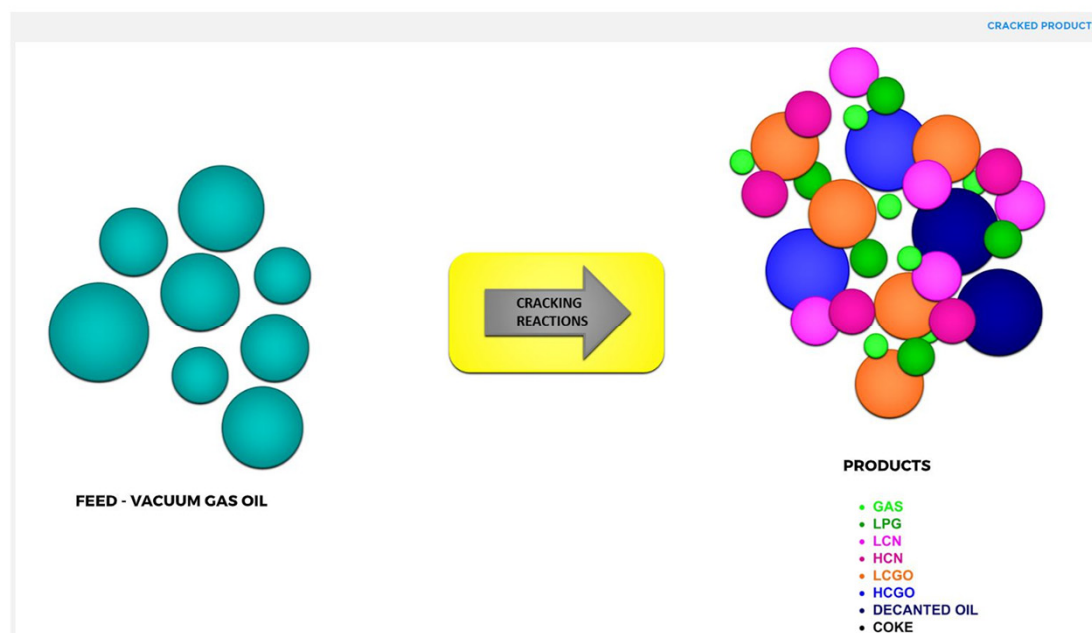 CRACKED PRODUCT
CRACKING
REACTIONS
FEED - VACUUM GAS OIL
PRODUCTS
• GAS
• LPG
• LCN
• HCN
• LCGO
• HCGO
• DECANTED OIL
• COKE